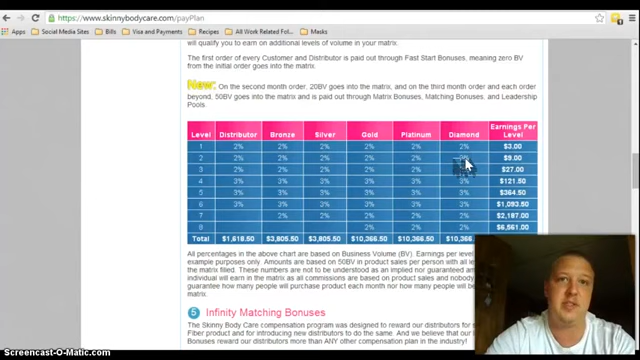 https://www.skinnybodycare.com/payPlan
Apps Social Media Sites Bills Visa and Payments Recipes All Work Related Fol... Masks
will qualify you to earn on additional levels of volume in your matrix.
The first order of every Customer and Distributor is paid out through Fast Start Bonuses, meaning zero BV
from the initial order goes into the matrix.
New: On the second month order, 20BV goes into the matrix, and on the third month order and each order
beyond, 50BV goes into the matrix and is paid out through Matrix Bonuses, Matching Bonuses, and Leadership
Pools.
Level Distributor Bronze Silver Gold Platinum Diamond Earnings Per Level
1 2% 2% 2% 2% 2% 2% $3.00
2 2% 2% 2% 2% 2% $9.00
3 2% 2% 2% 2% 2% $27.00
4 3% 3% 3% 3% 3% 3% $121.50
5 3% 3% 3% 3% 3% 3% $364.50
6 3% 3% 3% 3% 3% 3% $1,093.50
7 2% 2% 2% 2% 2% $2,187.00
8 2% 2% 2% $6,561.00
Total $1,618.50 $3,805.50 $3,805.50 $10,366.50 $10,366.50 $10,366
All percentages in the above chart are based on Business Volume (BV). Earnings per level
example purposes only. Amounts are based on 50BV in product sales per person with all le
the matrix filled. These numbers are not to be understood as an implied nor guaranteed am
individual will earn in the matrix as all commissions are based on product sales and nobody
guarantee how many people will purchase product each month nor how many people will be
matrix.
5 Infinity Matching Bonuses
The Skinny Body Care compensation program was designed to reward our distributors for s
Fiber product and for introducing new distributors to do the same. And we believe that our I
Bonuses reward our distributors more than ANY other compensation plan in the industry!
Screencast-O-Matic.com